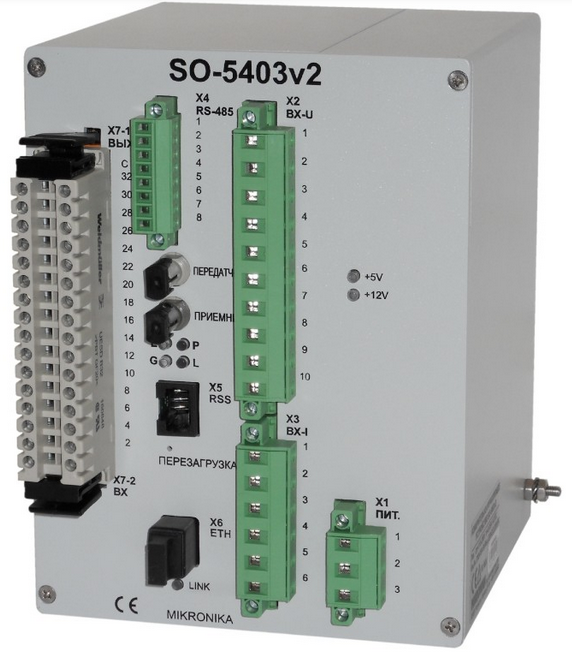 SO-5403v2
X4
RS-485
1
2
3
4
5
6
7
8
X2
BX-U
1
2
3
4
5
6
7
8
9
10
X7-1
ВЫХ
C
32
30
28
26
24
22
20
18
16
14
12
10
8
6
4
2
X7-2
ВХ
Weidmüller
ПЕРЕДАТЧ
ПРИЕМН
P
G
L
+5V
+12V
X5
RSS
ПЕРЕЗАГРУЗКА
X3
BX-I
1
2
3
4
5
6
X6
ETH
LINK
X1
ПИТ.
1
2
3
CE
MIKRONIKA